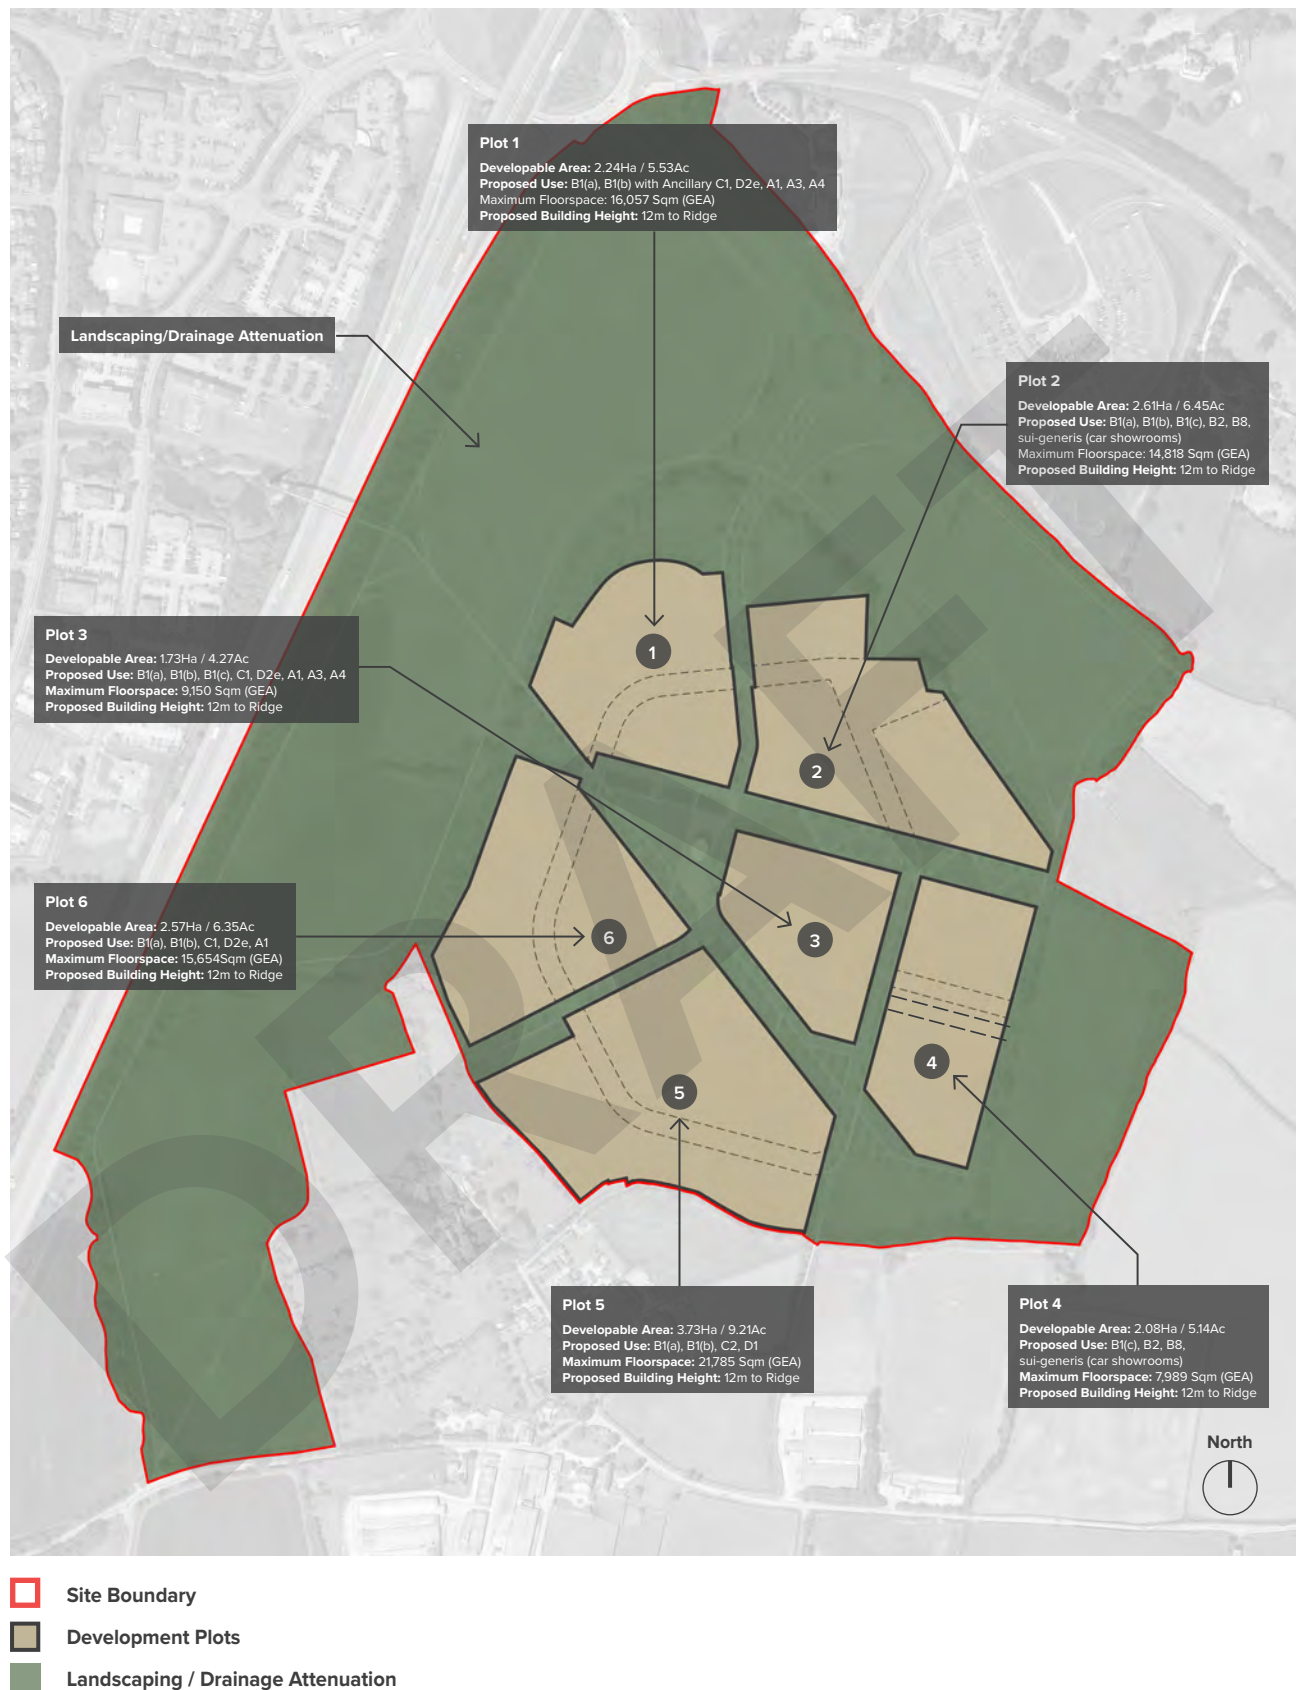 Plot 1
Developable Area: 2.24Ha / 5.53Ac
Proposed Use: B1(a), B1(b) with Ancillary C1, D2e, A1, A3, A4
Maximum Floorspace: 16,057 Sqm (GEA)
Proposed Building Height: 12m to Ridge
Landscaping/Drainage Attenuation
Plot 2
Developable Area: 2.61Ha / 6.45Ac
Proposed Use: B1(a), B1(b), B1(c), B2, B8,
sui-generis (car showrooms)
Maximum Floorspace: 14,818 Sqm (GEA)
Proposed Building Height: 12m to Ridge
Plot 3
Developable Area: 1.73Ha / 4.27Ac
Proposed Use: B1(a), B1(b), B1(c), C1, D2e, A1, A3, A4
Maximum Floorspace: 9,150 Sqm (GEA)
Proposed Building Height: 12m to Ridge
1
2
Plot 6
Developable Area: 2.57Ha / 6.35Ac
Proposed Use: B1(a), B1(b), C1, D2e, A1
Maximum Floorspace: 15,654Sqm (GEA)
Proposed Building Height: 12m to Ridge
6
3
4
5
DRAFT
Plot 5
Developable Area: 3.73Ha / 9.21Ac
Proposed Use: B1(a), B1(b), C2, D1
Maximum Floorspace: 21,785 Sqm (GEA)
Proposed Building Height: 12m to Ridge
Plot 4
Developable Area: 2.08Ha / 5.14Ac
Proposed Use: B1(c), B2, B8,
sui-generis (car showrooms)
Maximum Floorspace: 7,989 Sqm (GEA)
Proposed Building Height: 12m to Ridge
North
Site Boundary
Development Plots
Landscaping / Drainage Attenuation